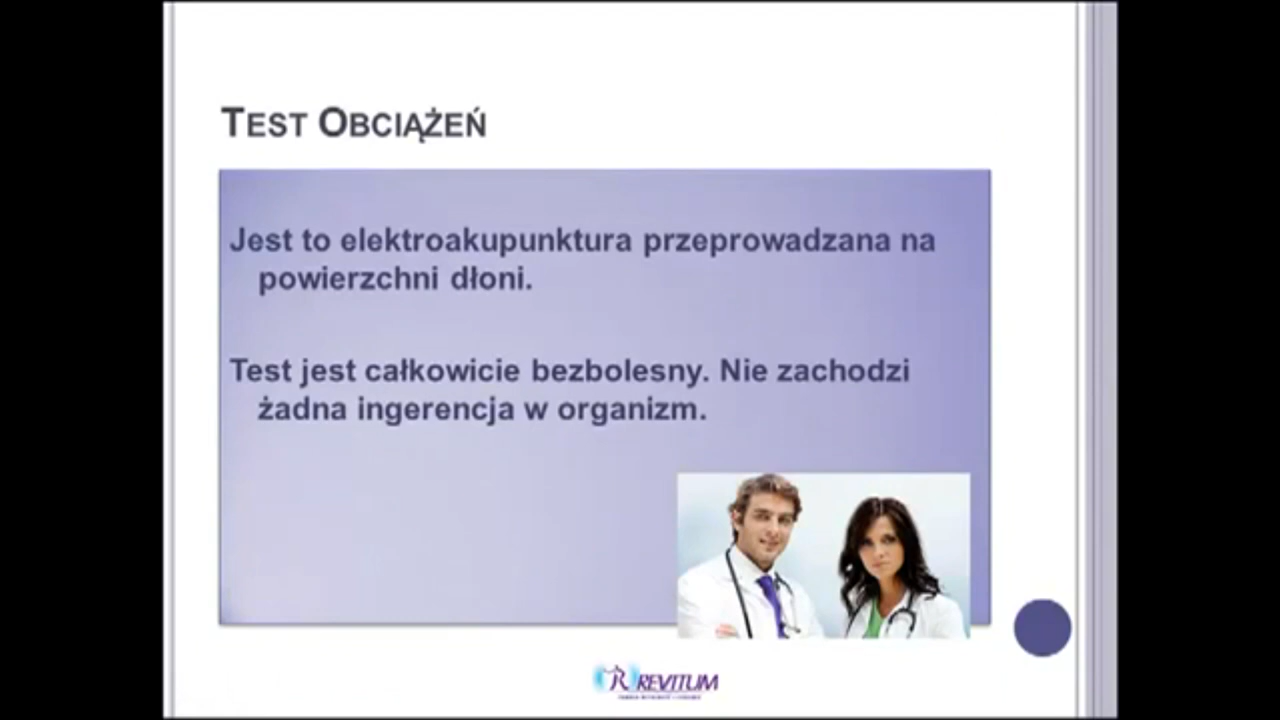 TEST OBCIĄŻEŃ
Jest to elektroakupunktura przeprowadzana na
powierzchni dłoni.
Test jest całkowicie bezbolesny. Nie zachodzi
żadna ingerencja w organizm.
REVITUM